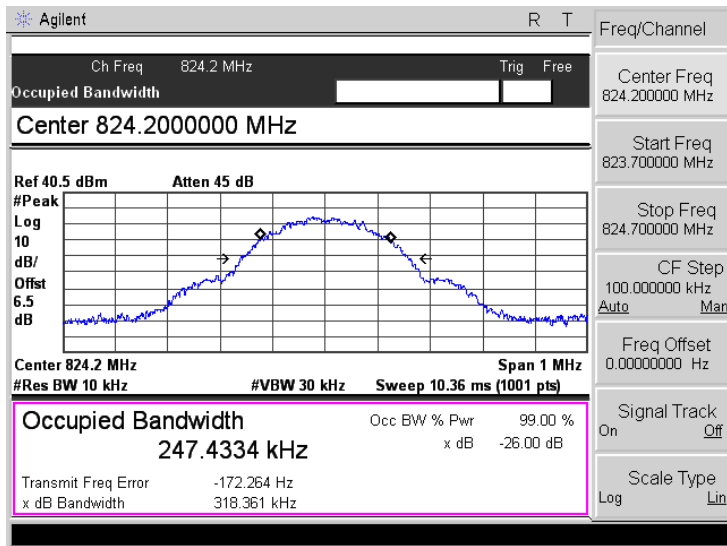 Agilent R T
Ch Freq 824.2 MHz Trig Free
Occupied Bandwidth
Center 824.2000000 MHz
Ref 40.5 dBm Atten 45 dB
#Peak
Log
10
dB/
Offst
6.5
dB
Center 824.2 MHz Span 1 MHz
#Res BW 10 kHz #VBW 30 kHz Sweep 10.36 ms (1001 pts)
Occupied Bandwidth Occ BW % Pwr 99.00 %
247.4334 kHz x dB -26.00 dB
Transmit Freq Error -172.264 Hz
x dB Bandwidth 318.361 kHz
Freq/Channel
Center Freq
824.200000 MHz
Start Freq
823.700000 MHz
Stop Freq
824.700000 MHz
CF Step
100.000000 kHz
Auto Man
Freq Offset
0.00000000 Hz
Signal Track
On Off
Scale Type
Log Lin